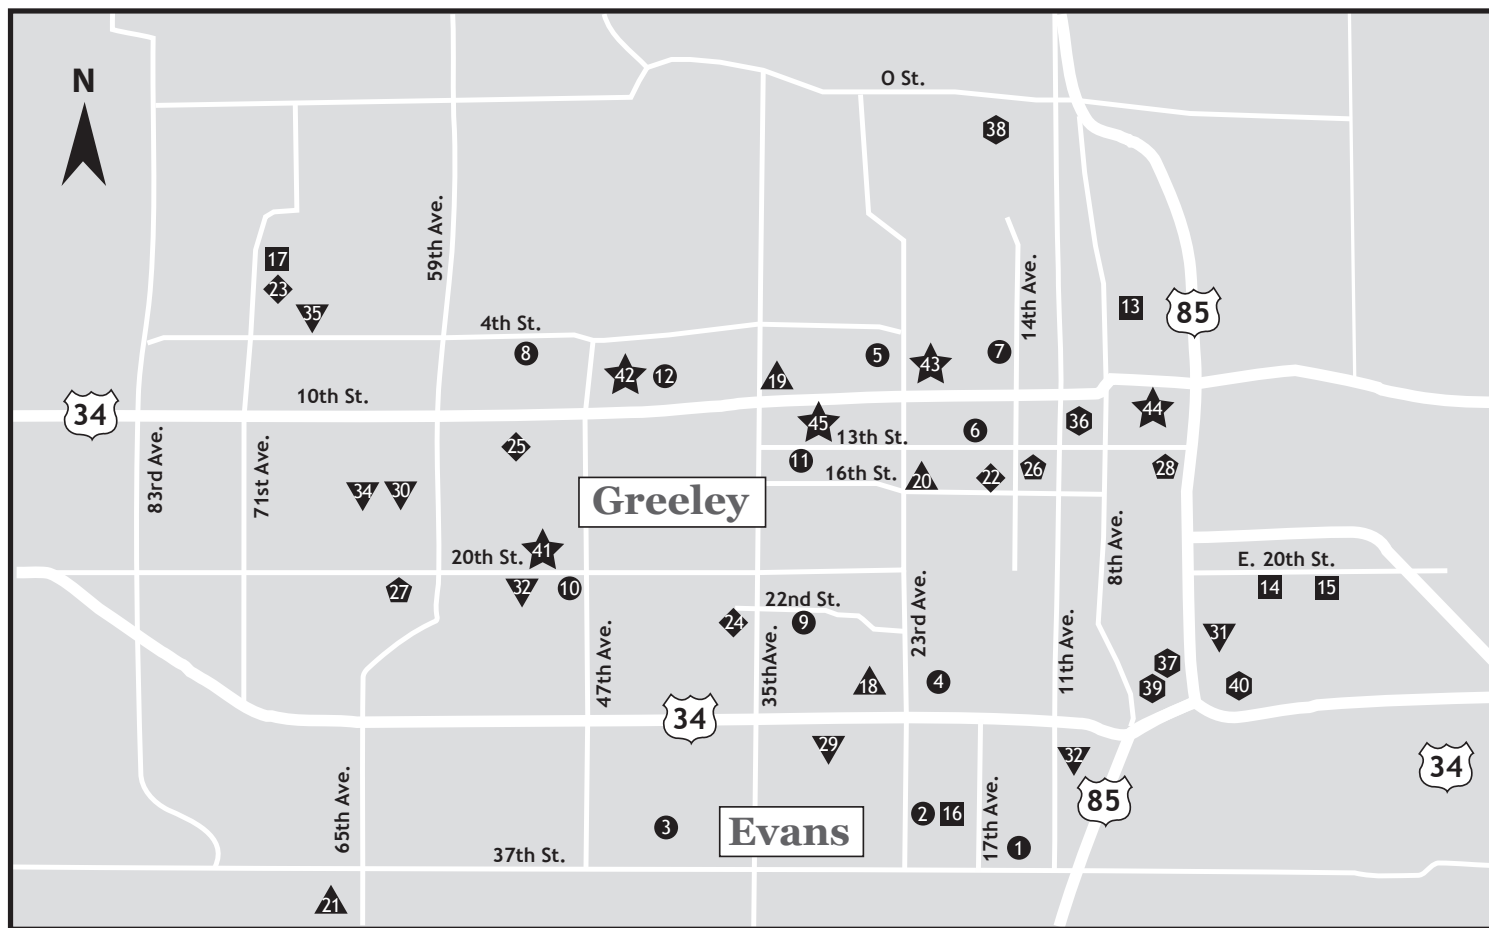 N
O St.
38
59th Ave.
17
23
35
14th Ave.
13
85
4th St.
8
5
43
7
42
12
19
34
10th St.
45
13th St.
6
36
44
25
11
16th St.
20
22
26
28
83rd Ave.
71st Ave.
34
30
Greeley
20th St.
41
8th Ave.
E. 20th St.
27
32
10
14
15
22nd St.
24
9
23rd Ave.
31
47th Ave.
35thAve.
11th Ave.
18
4
37
39
40
34
29
32
34
65th Ave.
85
3
Evans
2
16
17th Ave.
1
37th St.
21